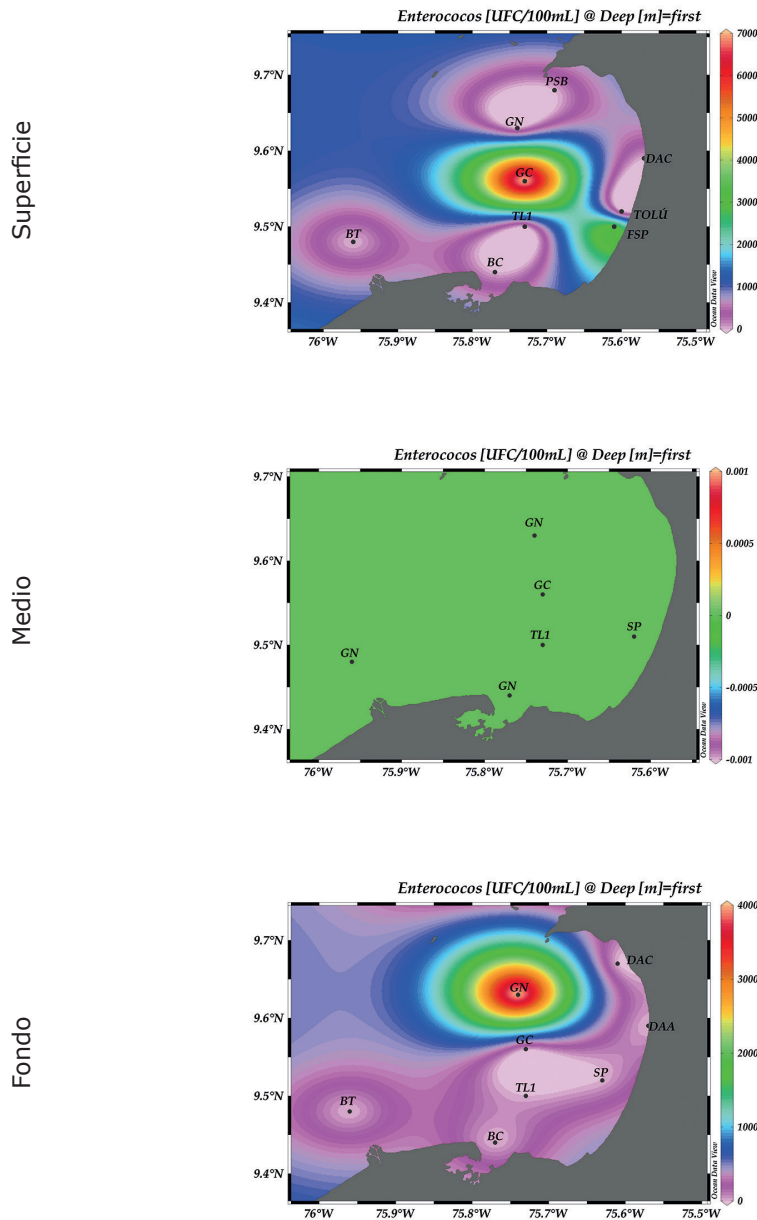 Superficie
Enterococos [UFC/100mL] @ Deep [m]=first
9.7°N
9.6°N
9.5°N
9.4°N
PSB
GN
DAC
GC
TOLÚ
TL1
FSP
BT
BC
76°W
75.9°W
75.8°W
75.7°W
75.6°W
75.5°W
7000
6000
5000
4000
3000
2000
1000
0
Ocean Data View
Medio
Enterococos [UFC/100mL] @ Deep [m]=first
9.7°N
9.6°N
9.5°N
9.4°N
GN
GC
SP
TL1
GN
GN
76°W
75.9°W
75.8°W
75.7°W
75.6°W
0.001
0.0005
0
-0.0005
-0.001
Ocean Data View
Fondo
Enterococos [UFC/100mL] @ Deep [m]=first
9.7°N
9.6°N
9.5°N
9.4°N
DAC
GN
DAA
GC
SP
TL1
BT
BC
76°W
75.9°W
75.8°W
75.7°W
75.6°W
75.5°W
4000
3000
2000
1000
0
Ocean Data View